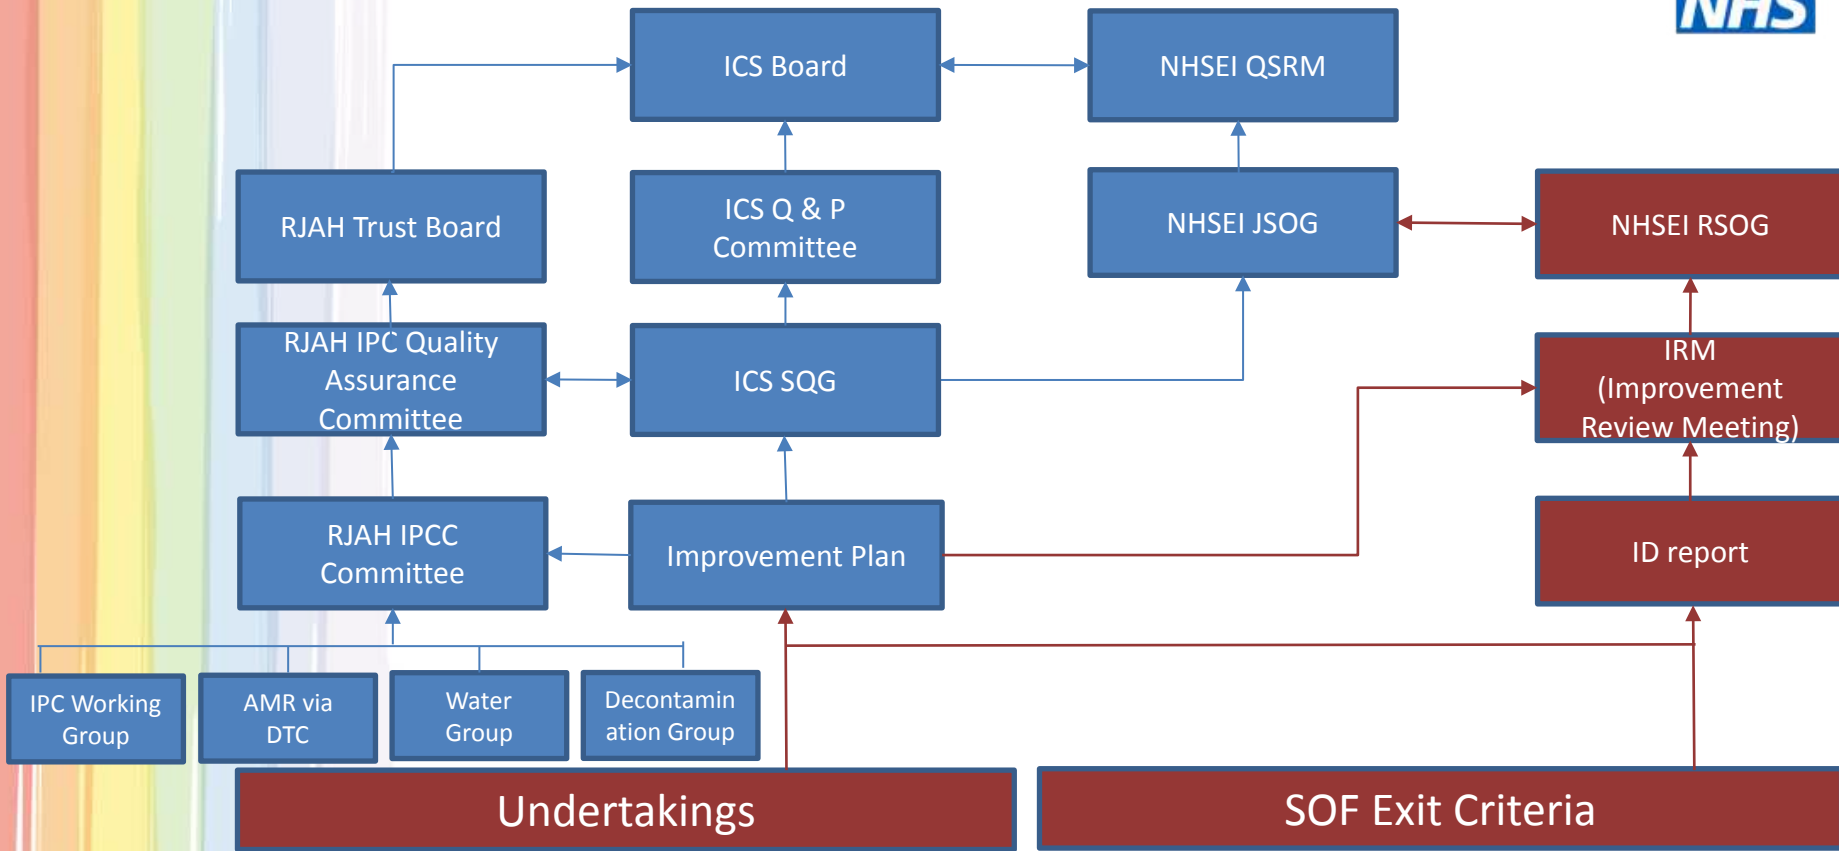 NHS
ICS Board
NHSEI QSRM
RJAH Trust Board
ICS Q & P
Committee
NHSEI JSOG
NHSEI RSOG
RJAH IPC Quality
Assurance
Committee
ICS SQG
IRM
(Improvement
Review Meeting)
RJAH IPCC
Committee
Improvement Plan
ID report
IPC Working
Group
AMR via
DTC
Water
Group
Decontamin
ation Group
Undertakings
SOF Exit Criteria